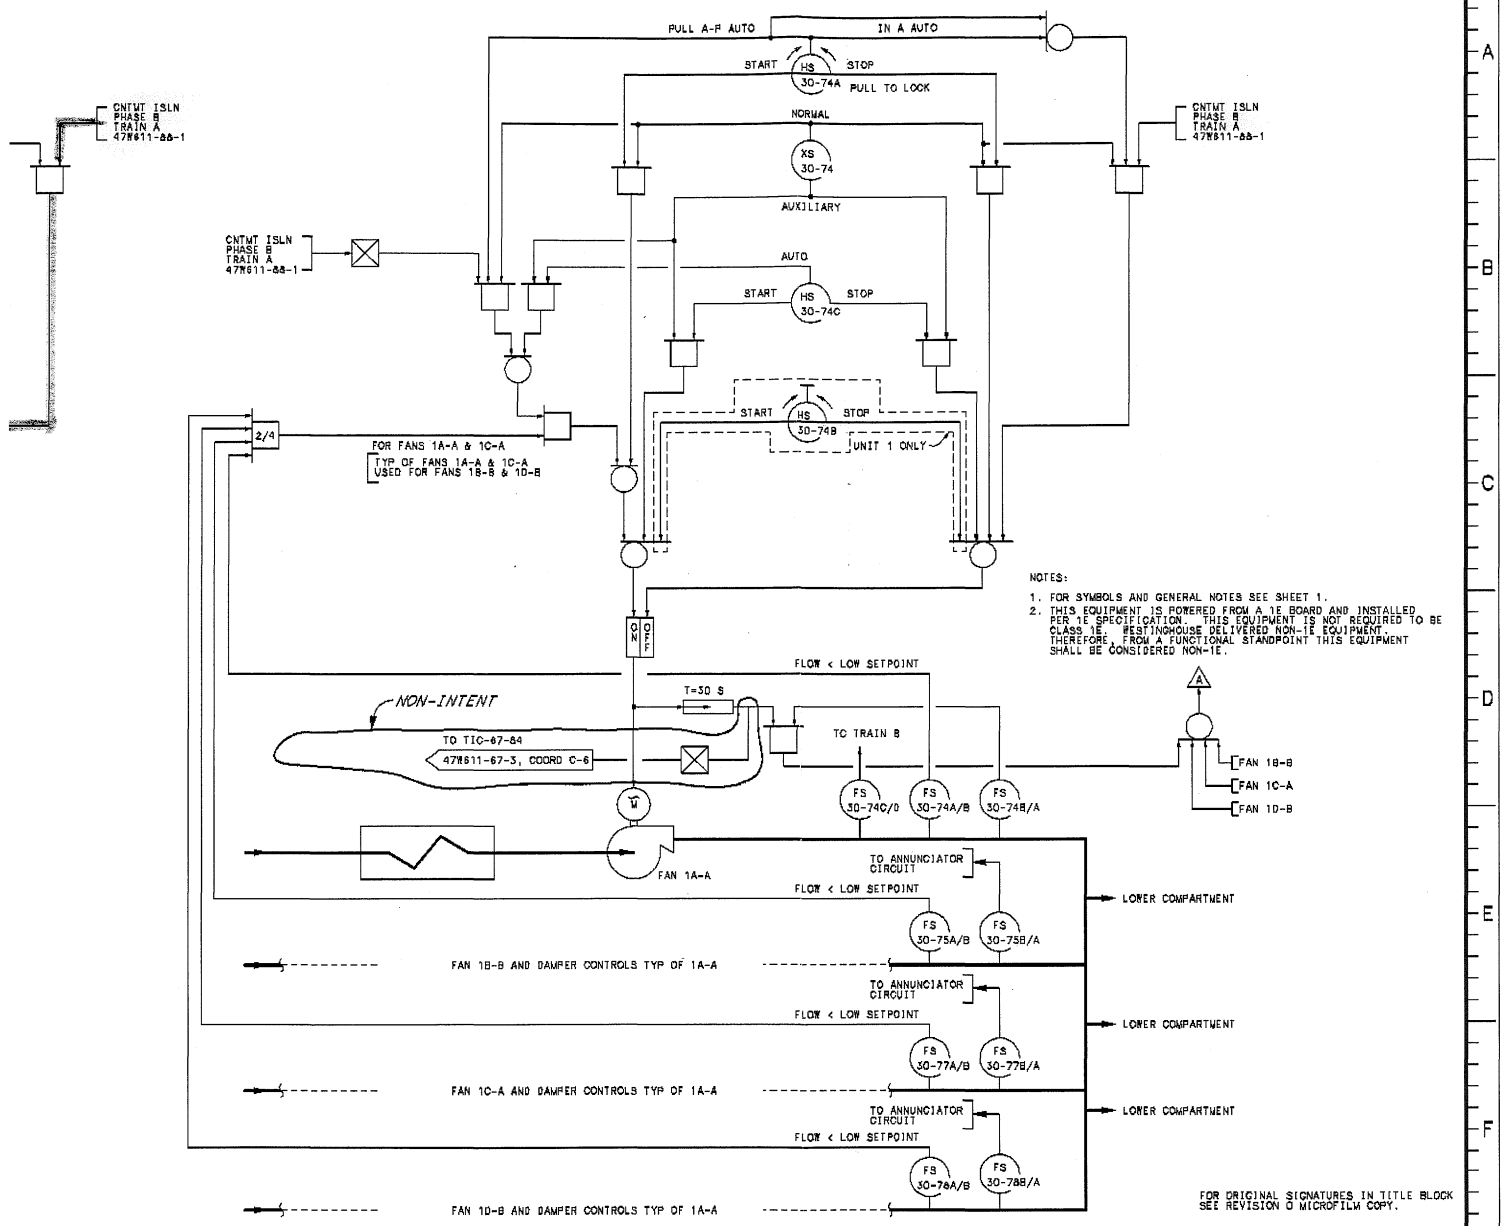 PULL A-P AUTO
IN A AUTO
A
START
HS
30-74A
STOP
PULL TO LOCK
CNTMT ISLN
PHASE B
TRAIN A
47W611-88-1
NORMAL
CNTMT ISLN
PHASE B
TRAIN A
47W611-88-1
XS
30-74
AUXILIARY
CNTMT ISLN
PHASE B
TRAIN A
47W611-88-1
AUTO
B
START
HS
30-74C
STOP
START
HS
30-74B
STOP
UNIT 1 ONLY
2/4
FOR FANS 1A-A & 1C-A
TYP OF FANS 1A-A & 1C-A
USED FOR FANS 1B-B & 1D-B
C
NOTES:
1. FOR SYMBOLS AND GENERAL NOTES SEE SHEET 1.
2. THIS EQUIPMENT IS POWERED FROM A 1E BOARD AND INSTALLED
PER 1E SPECIFICATION. THIS EQUIPMENT IS NOT REQUIRED TO BE
CLASS 1E. WESTINGHOUSE DELIVERED NON-1E EQUIPMENT.
THEREFORE, FROM A FUNCTIONAL STANDPOINT THIS EQUIPMENT
SHALL BE CONSIDERED NON-1E.
ON
OFF
FLOW < LOW SETPOINT
A
D
NON-INTENT
T=30 S
TO TIC-67-84
47W611-67-3, COORD C-6
TO TRAIN B
FAN 1B-B
FAN 1C-A
FAN 1D-B
M
FS
30-74C/D
FS
30-74A/B
FS
30-74B/A
FAN 1A-A
TO ANNUNCIATOR
CIRCUIT
FLOW < LOW SETPOINT
LOWER COMPARTMENT
E
FS
30-75A/B
FS
30-75B/A
FAN 1B-B AND DAMPER CONTROLS TYP OF 1A-A
TO ANNUNCIATOR
CIRCUIT
FLOW < LOW SETPOINT
LOWER COMPARTMENT
FS
30-77A/B
FS
30-77B/A
FAN 1C-A AND DAMPER CONTROLS TYP OF 1A-A
TO ANNUNCIATOR
CIRCUIT
LOWER COMPARTMENT
F
FLOW < LOW SETPOINT
FS
30-78A/B
FS
30-78B/A
FAN 1D-B AND DAMPER CONTROLS TYP OF 1A-A
FOR ORIGINAL SIGNATURES IN TITLE BLOCK
SEE REVISION 0 MICROFILM COPY.